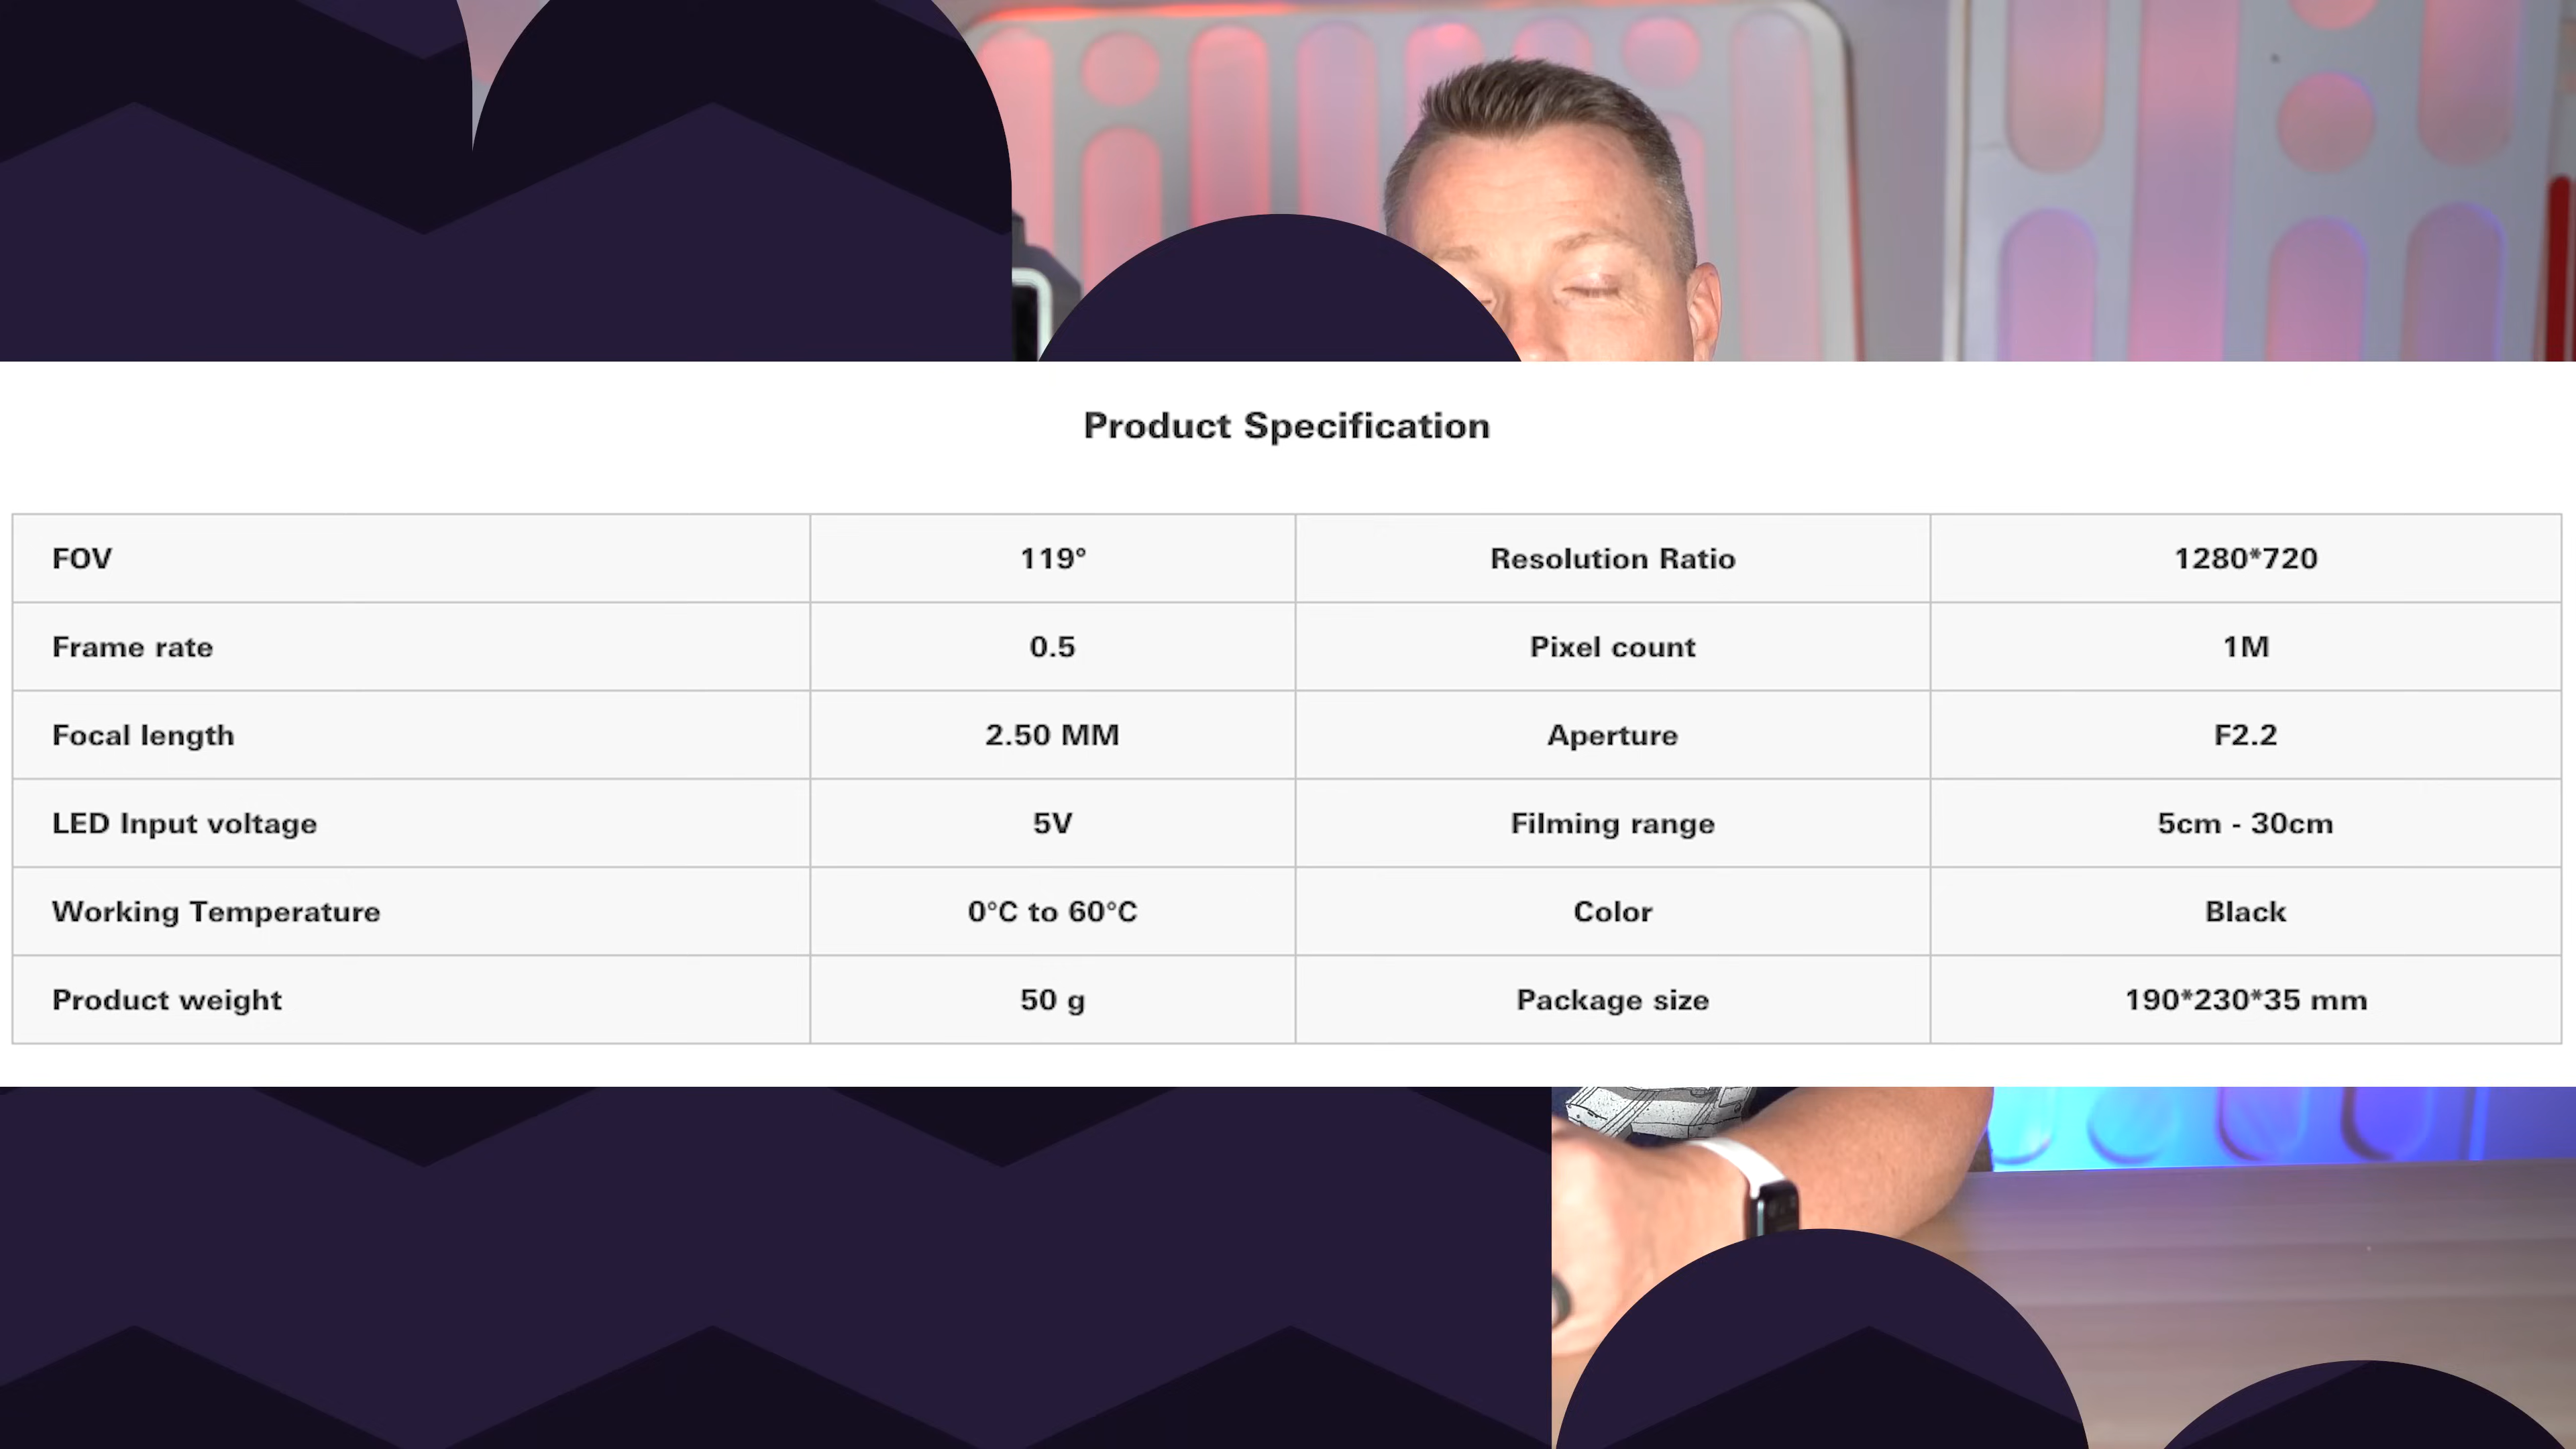 Product Specification
FOV 119° Resolution Ratio 1280*720
Frame rate 0.5 Pixel count 1M
Focal length 2.50 MM Aperture F2.2
LED Input voltage 5V Filming range 5cm - 30cm
Working Temperature 0°C to 60°C Color Black
Product weight 50 g Package size 190*230*35 mm